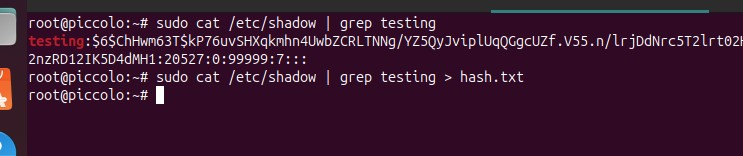 root@piccolo:~# sudo cat /etc/shadow | grep testing
testing:$6$ChHwm63T$kP76uvSHXqkmhn4UwbZCRLTNNg/YZ5QyJviplUqQGgcUZf.V55.n/lrjDdNrc5T2lrt02H
2nzRD12IK5D4dMH1:20527:0:99999:7:::
root@piccolo:~# sudo cat /etc/shadow | grep testing > hash.txt
root@piccolo:~#